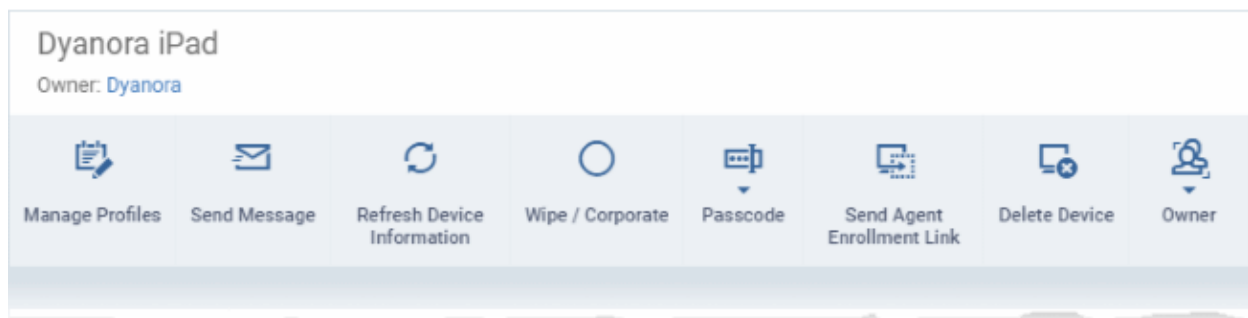 Dyanora iPad
Owner: Dyanora
Manage Profiles
Send Message
Refresh Device
Information
Wipe / Corporate
Passcode
Send Agent
Enrollment Link
Delete Device
Owner